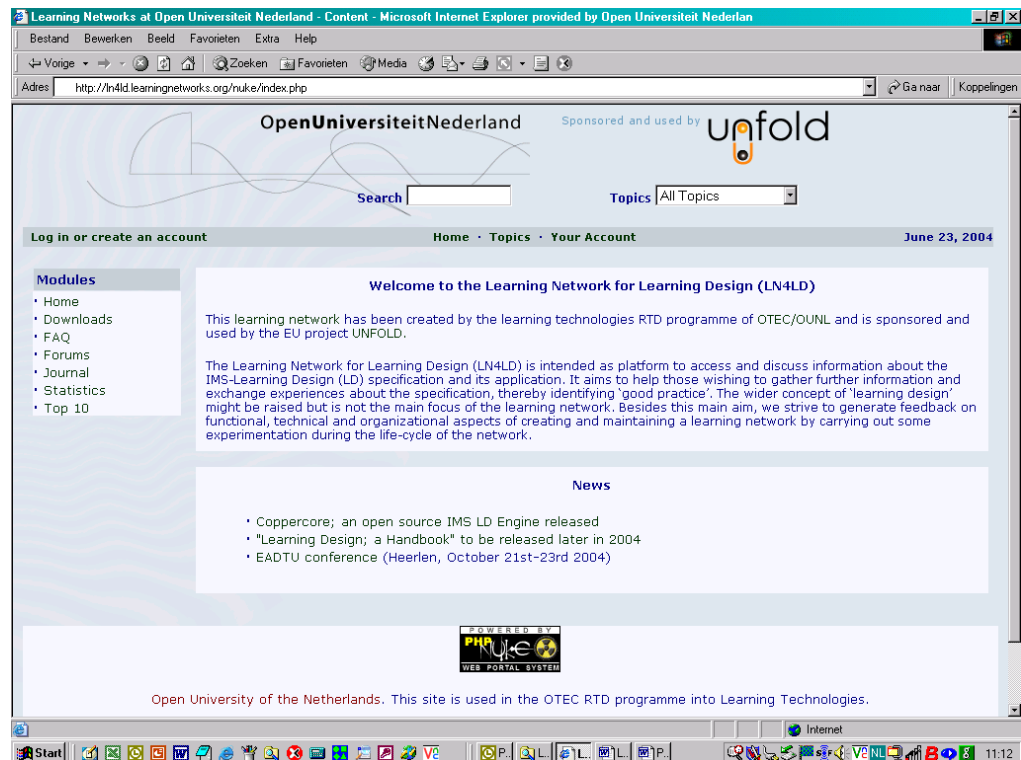 Learning Networks at Open Universiteit Nederland - Content - Microsoft Internet Explorer provided by Open Universiteit Nederlan
Bestand Bewerken Beeld Favorieten Extra Help
Vorige Zoeken Favorieten Media
Adres http://ln4ld.learningnetworks.org/nuke/index.php Ga naar Koppelingen
OpenUniversiteitNederland Sponsored and used by unfold
Search Topics All Topics
Log in or create an account Home · Topics · Your Account June 23, 2004
Modules
· Home
· Downloads
· FAQ
· Forums
· Journal
· Statistics
· Top 10
Welcome to the Learning Network for Learning Design (LN4LD)
This learning network has been created by the learning technologies RTD programme of OTEC/OUNL and is sponsored and
used by the EU project UNFOLD.
The Learning Network for Learning Design (LN4LD) is intended as platform to access and discuss information about the
IMS-Learning Design (LD) specification and its application. It aims to help those wishing to gather further information and
exchange experiences about the specification, thereby identifying ‘good practice’. The wider concept of ‘learning design’
might be raised but is not the main focus of the learning network. Besides this main aim, we strive to generate feedback on
functional, technical and organizational aspects of creating and maintaining a learning network by carrying out some
experimentation during the life-cycle of the network.
News
· Coppercore; an open source IMS LD Engine released
· "Learning Design; a Handbook" to be released later in 2004
· EADTU conference (Heerlen, October 21st-23rd 2004)
POWERED BY
PHP Nuke
WEB PORTAL SYSTEM
Open University of the Netherlands. This site is used in the OTEC RTD programme into Learning Technologies.
Internet
Start P.. L.. L.. L.. P.. NL 11:12